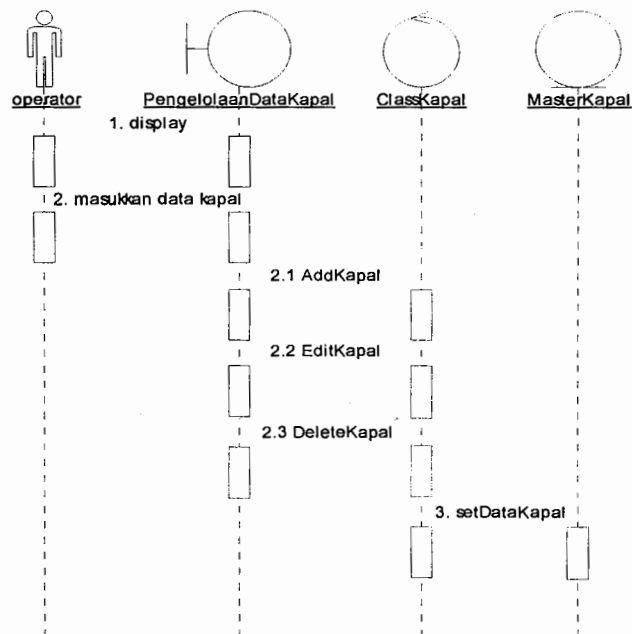 operator
PengelolaanDataKapal
ClassKapal
MasterKapal
1. display
2. masukkan data kapal
2.1 AddKapal
2.2 EditKapal
2.3 DeleteKapal
3. setDataKapal